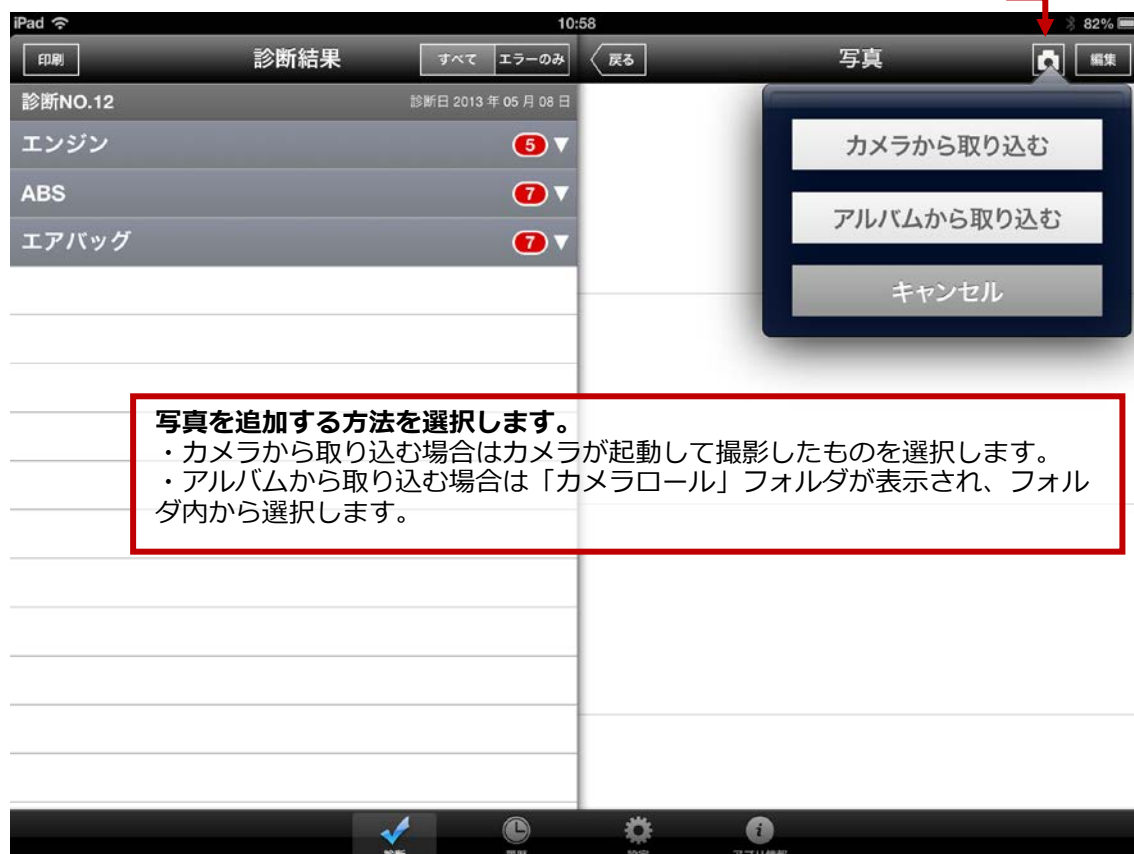 iPad 10:58 82%
印刷 診断結果 すべて エラーのみ 戻る 写真 編集
診断NO.12 診断日 2013 年 05 月 08 日
エンジン 5 ▼
ABS 7 ▼
エアバッグ 7 ▼
カメラから取り込む
アルバムから取り込む
キャンセル
写真を追加する方法を選択します。
・カメラから取り込む場合はカメラが起動して撮影したものを選択します。
・アルバムから取り込む場合は「カメラロール」フォルダが表示され、フォル
ダ内から選択します。